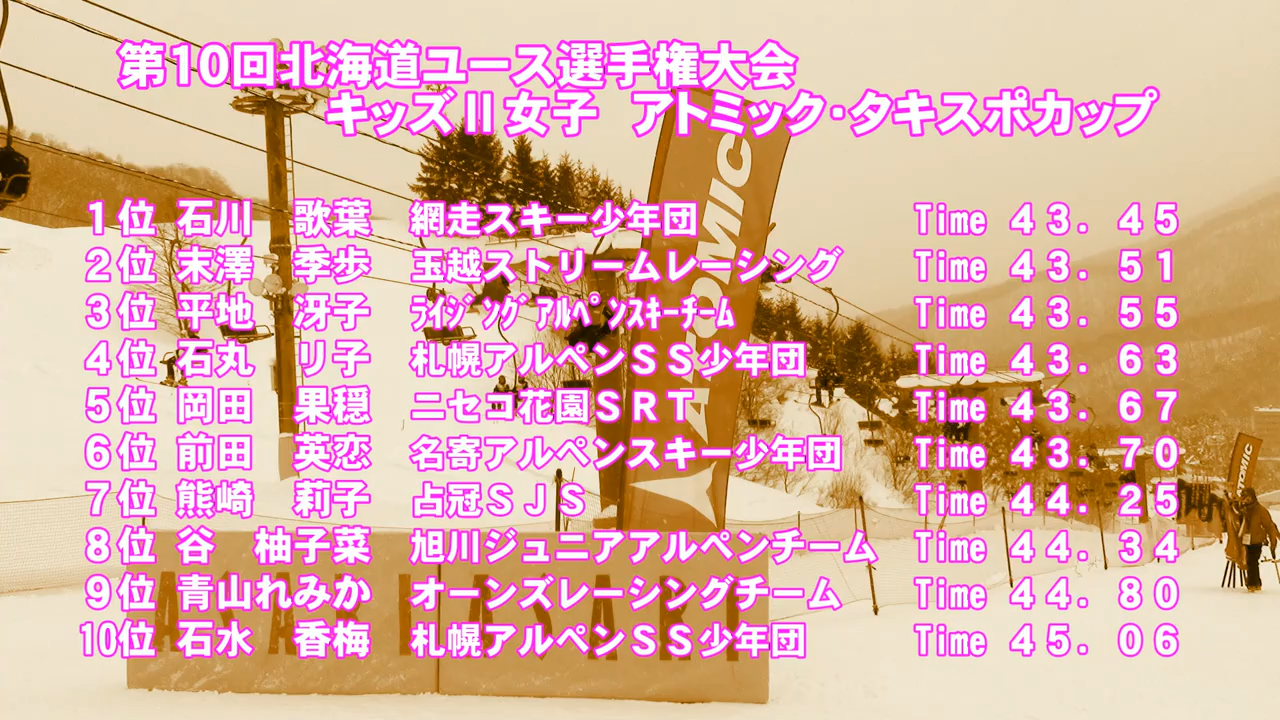 第10回北海道ユース選手権大会
キッズⅡ女子　アトミック・タキスポカップ
１位 石川　歌葉 網走スキー少年団 Time ４３．４５
２位 末澤　季歩 玉越ストリームレーシング Time ４３．５１
３位 平地　冴子 ﾗｲｼﾞﾝｸﾞｱﾙﾍﾟﾝｽｷｰﾁｰﾑ Time ４３．５５
４位 石丸　リ子 札幌アルペンＳＳ少年団 Time ４３．６３
５位 岡田　果穏 ニセコ花園ＳＲＴ Time ４３．６７
６位 前田　英恋 名寄アルペンスキー少年団 Time ４３．７０
７位 熊崎　莉子 占冠ＳＪＳ Time ４４．２５
８位 谷　柚子菜 旭川ジュニアアルペンチーム Time ４４．３４
９位 青山れみか オーンズレーシングチーム Time ４４．８０
10位 石水　香梅 札幌アルペンＳＳ少年団 Time ４５．０６
ATOMIC
ATOMIC
ASARIGAWA